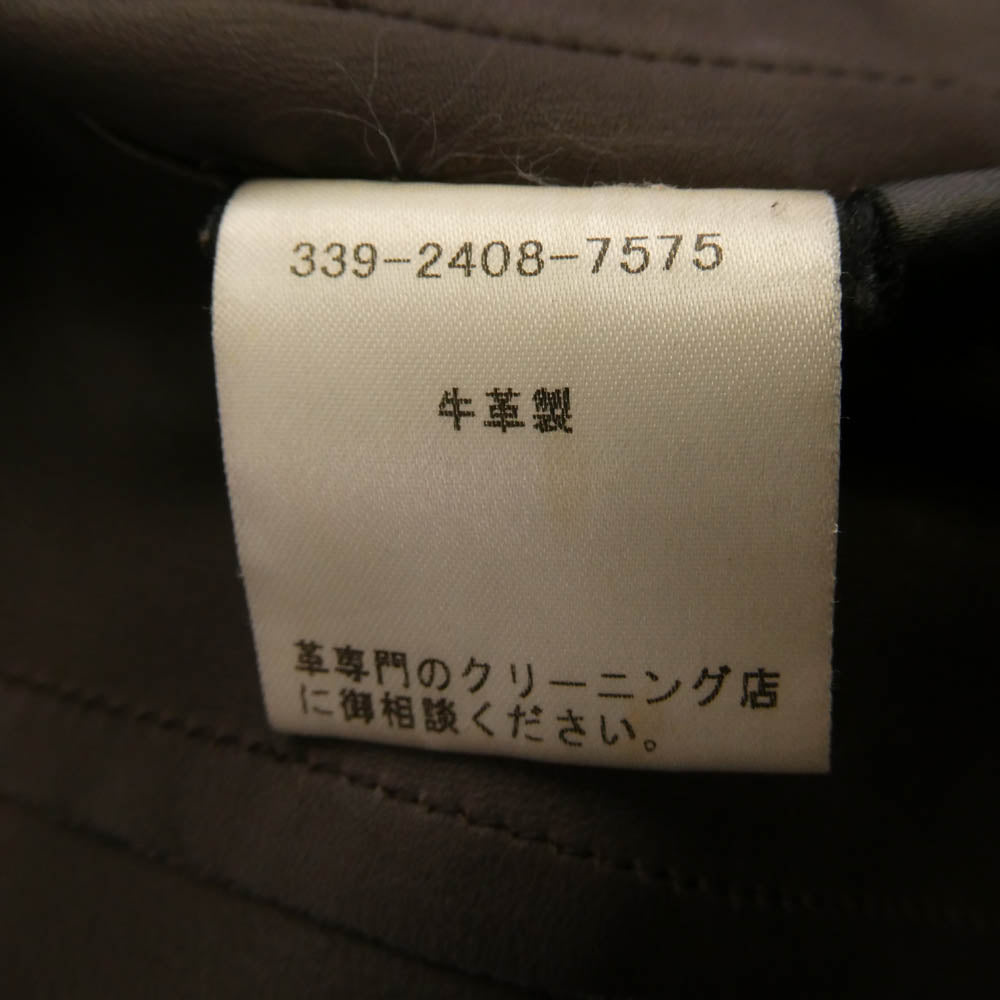 339-2408-7575
牛革製
革専門のクリーニング店
に御相談ください。